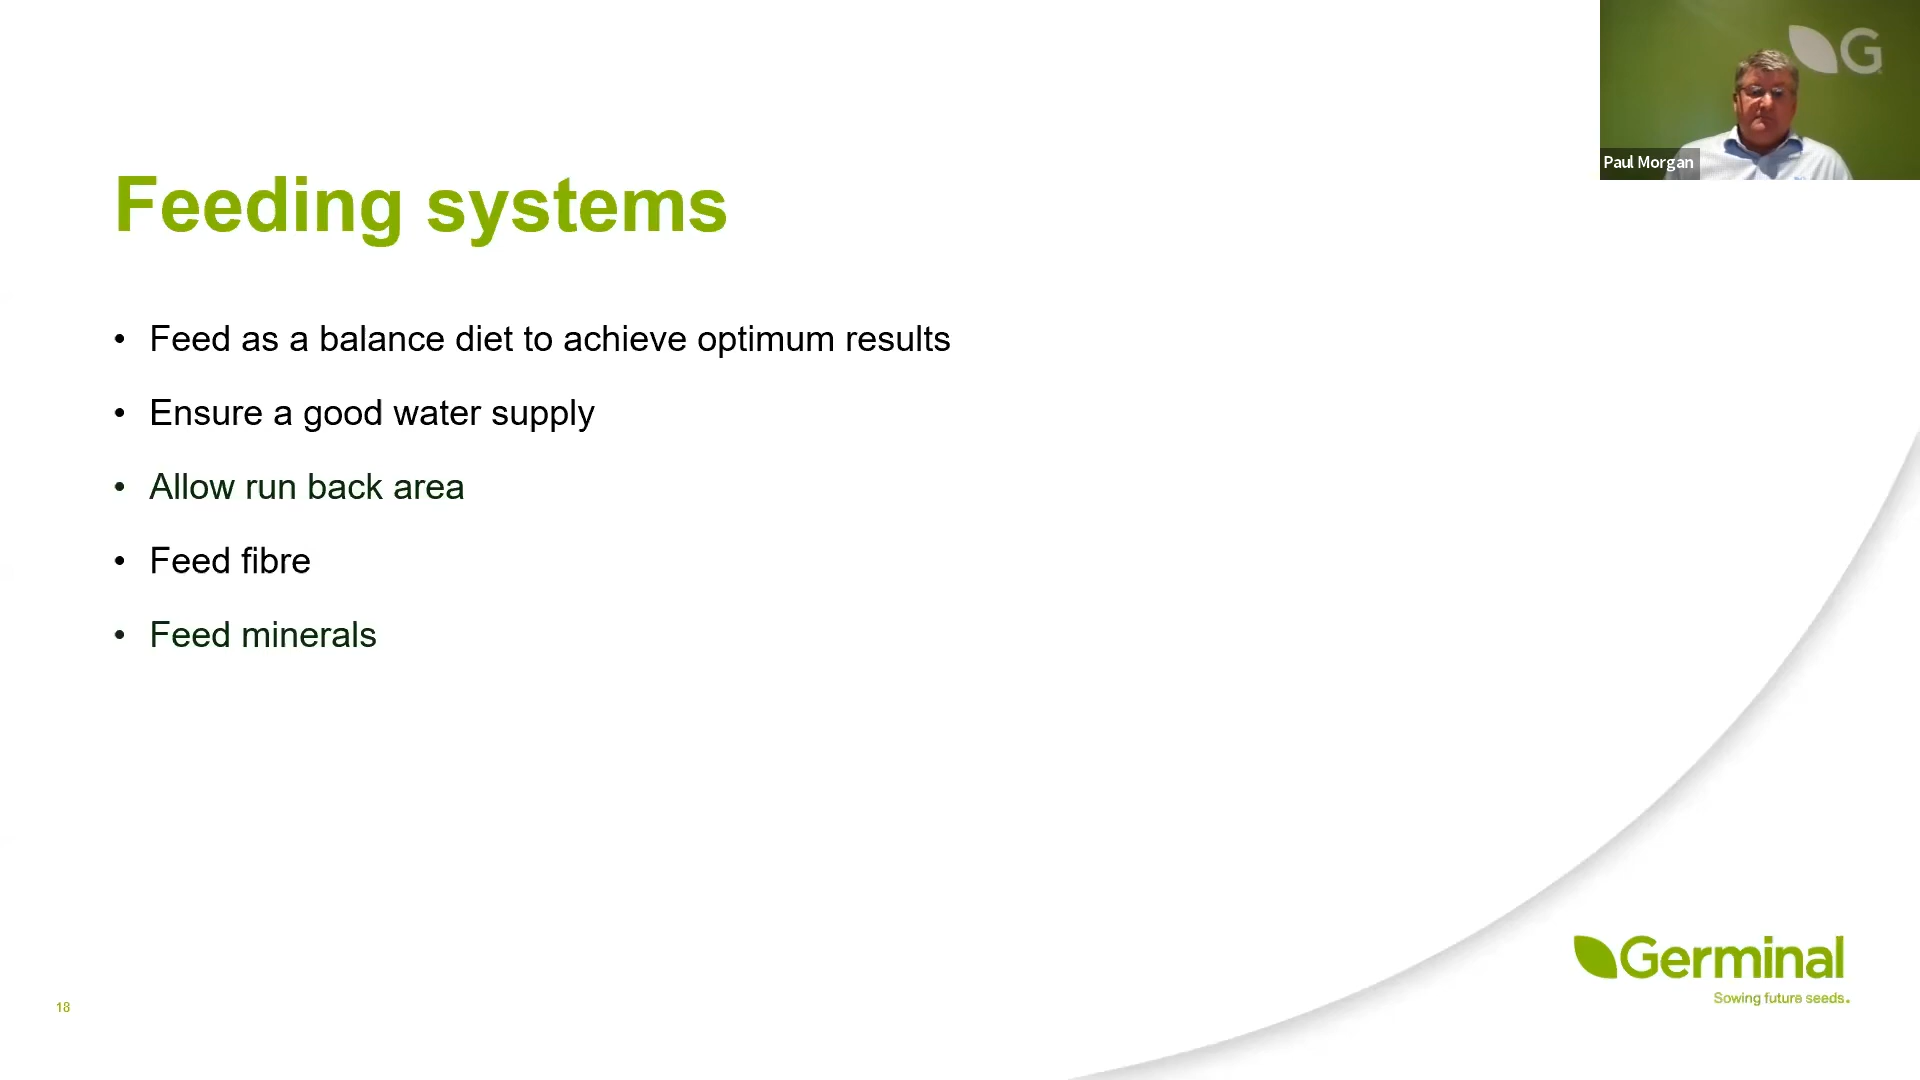 G
Paul Morgan
Feeding systems
• Feed as a balance diet to achieve optimum results
• Ensure a good water supply
• Allow run back area
• Feed fibre
• Feed minerals
Germinal
Sowing future seeds.
18